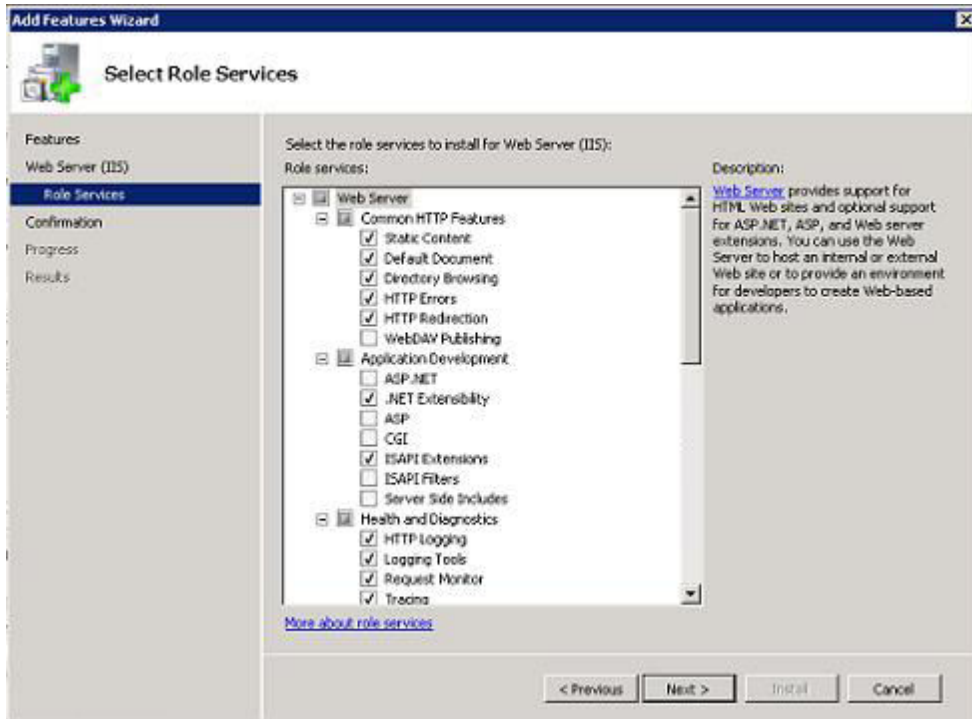 Add Features Wizard
Select Role Services
Features
Web Server (IIS)
Role Services
Confirmation
Progress
Results
Select the role services to install for Web Server (IIS):
Role services:
Web Server
Common HTTP Features
Static Content
Default Document
Directory Browsing
HTTP Errors
HTTP Redirection
WebDAV Publishing
Application Development
ASP.NET
.NET Extensibility
ASP
CGI
ISAPI Extensions
ISAPI Filters
Server Side Includes
Health and Diagnostics
HTTP Logging
Logging Tools
Request Monitor
Tracing
More about role services
Description:
Web Server provides support for
HTML Web sites and optional support
for ASP.NET, ASP, and Web server
extensions. You can use the Web
Server to host an internal or external
Web site or to provide an environment
for developers to create Web-based
applications.
< Previous
Next >
Install
Cancel